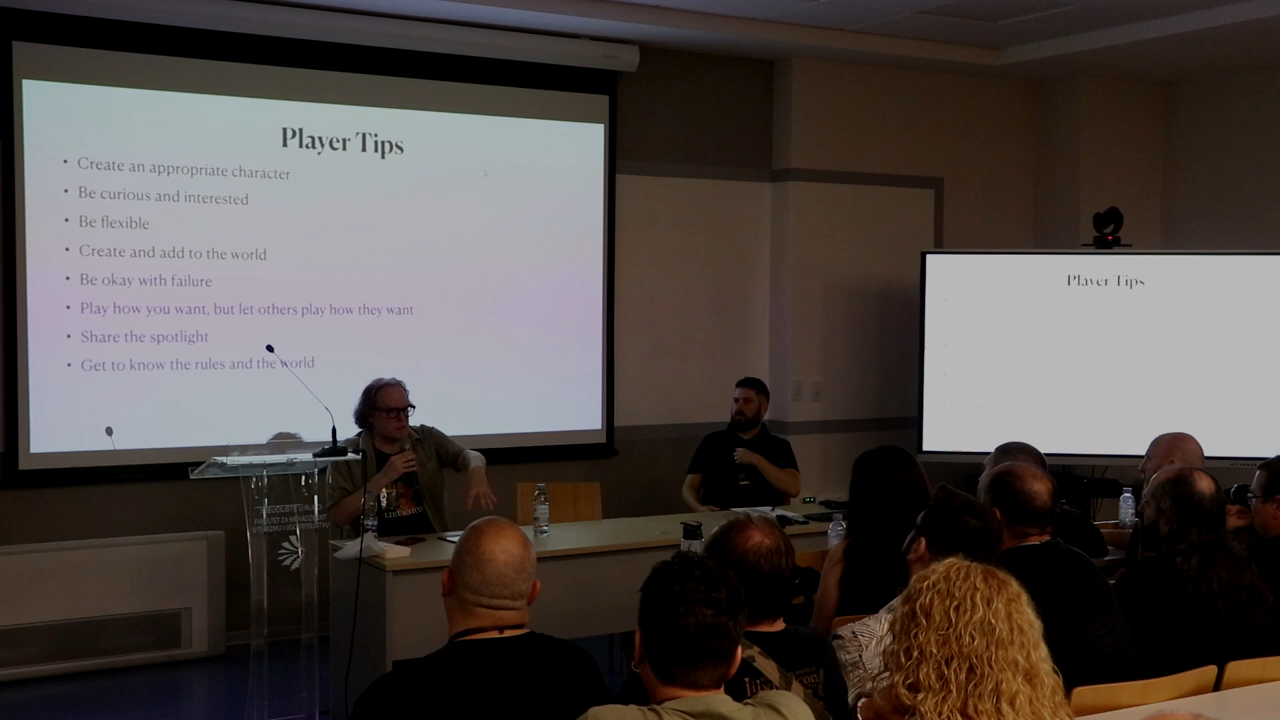 Player Tips
• Create an appropriate character
• Be curious and interested
• Be flexible
• Create and add to the world
• Be okay with failure
• Play how you want, but let others play how they want
• Share the spotlight
• Get to know the rules and the world
Player Tips